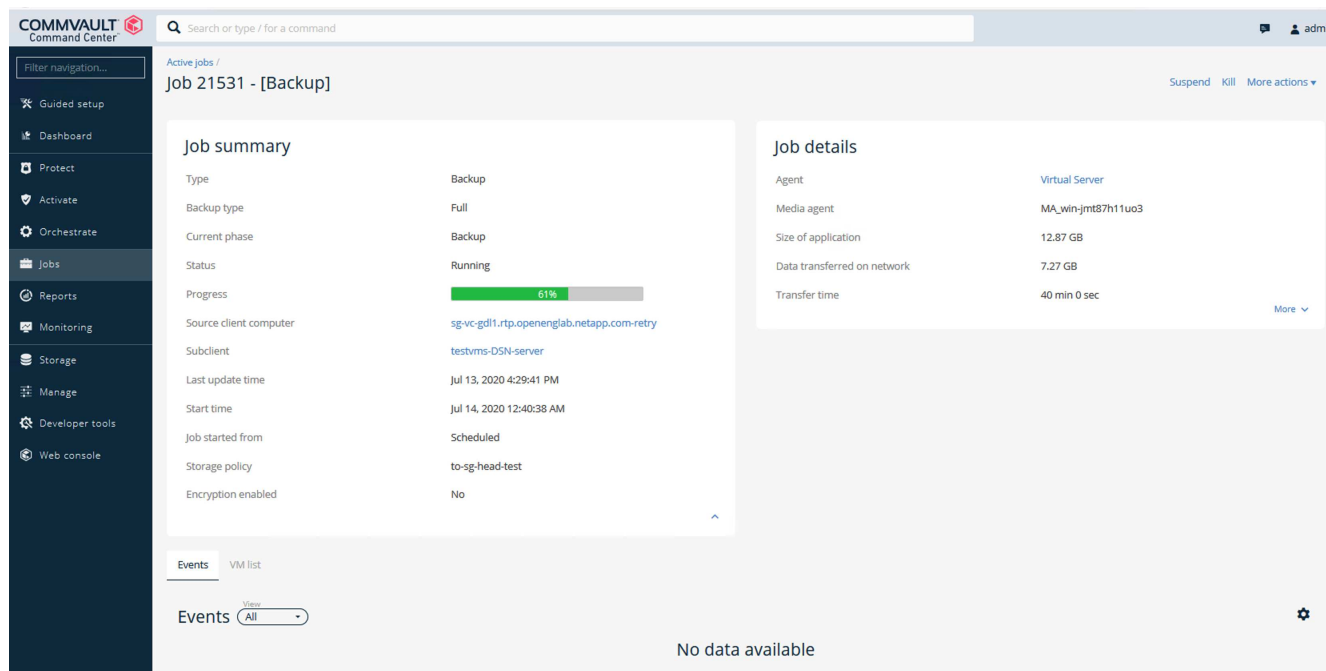 COMMVAULT
Command Center
Search or type / for a command
adm
Filter navigation...
Guided setup
Dashboard
Protect
Activate
Orchestrate
Jobs
Reports
Monitoring
Storage
Manage
Developer tools
Web console
Active jobs /
Job 21531 - [Backup]
Suspend Kill More actions
Job summary
Type Backup
Backup type Full
Current phase Backup
Status Running
Progress 61%
Source client computer sg-vc-gdl1.rtp.openenglab.netapp.com-retry
Subclient testvms-DSN-server
Last update time Jul 13, 2020 4:29:41 PM
Start time Jul 14, 2020 12:40:38 AM
Job started from Scheduled
Storage policy to-sg-head-test
Encryption enabled No
Job details
Agent Virtual Server
Media agent MA_win-jmt87h11uo3
Size of application 12.87 GB
Data transferred on network 7.27 GB
Transfer time 40 min 0 sec
More
Events VM list
View
Events All
No data available